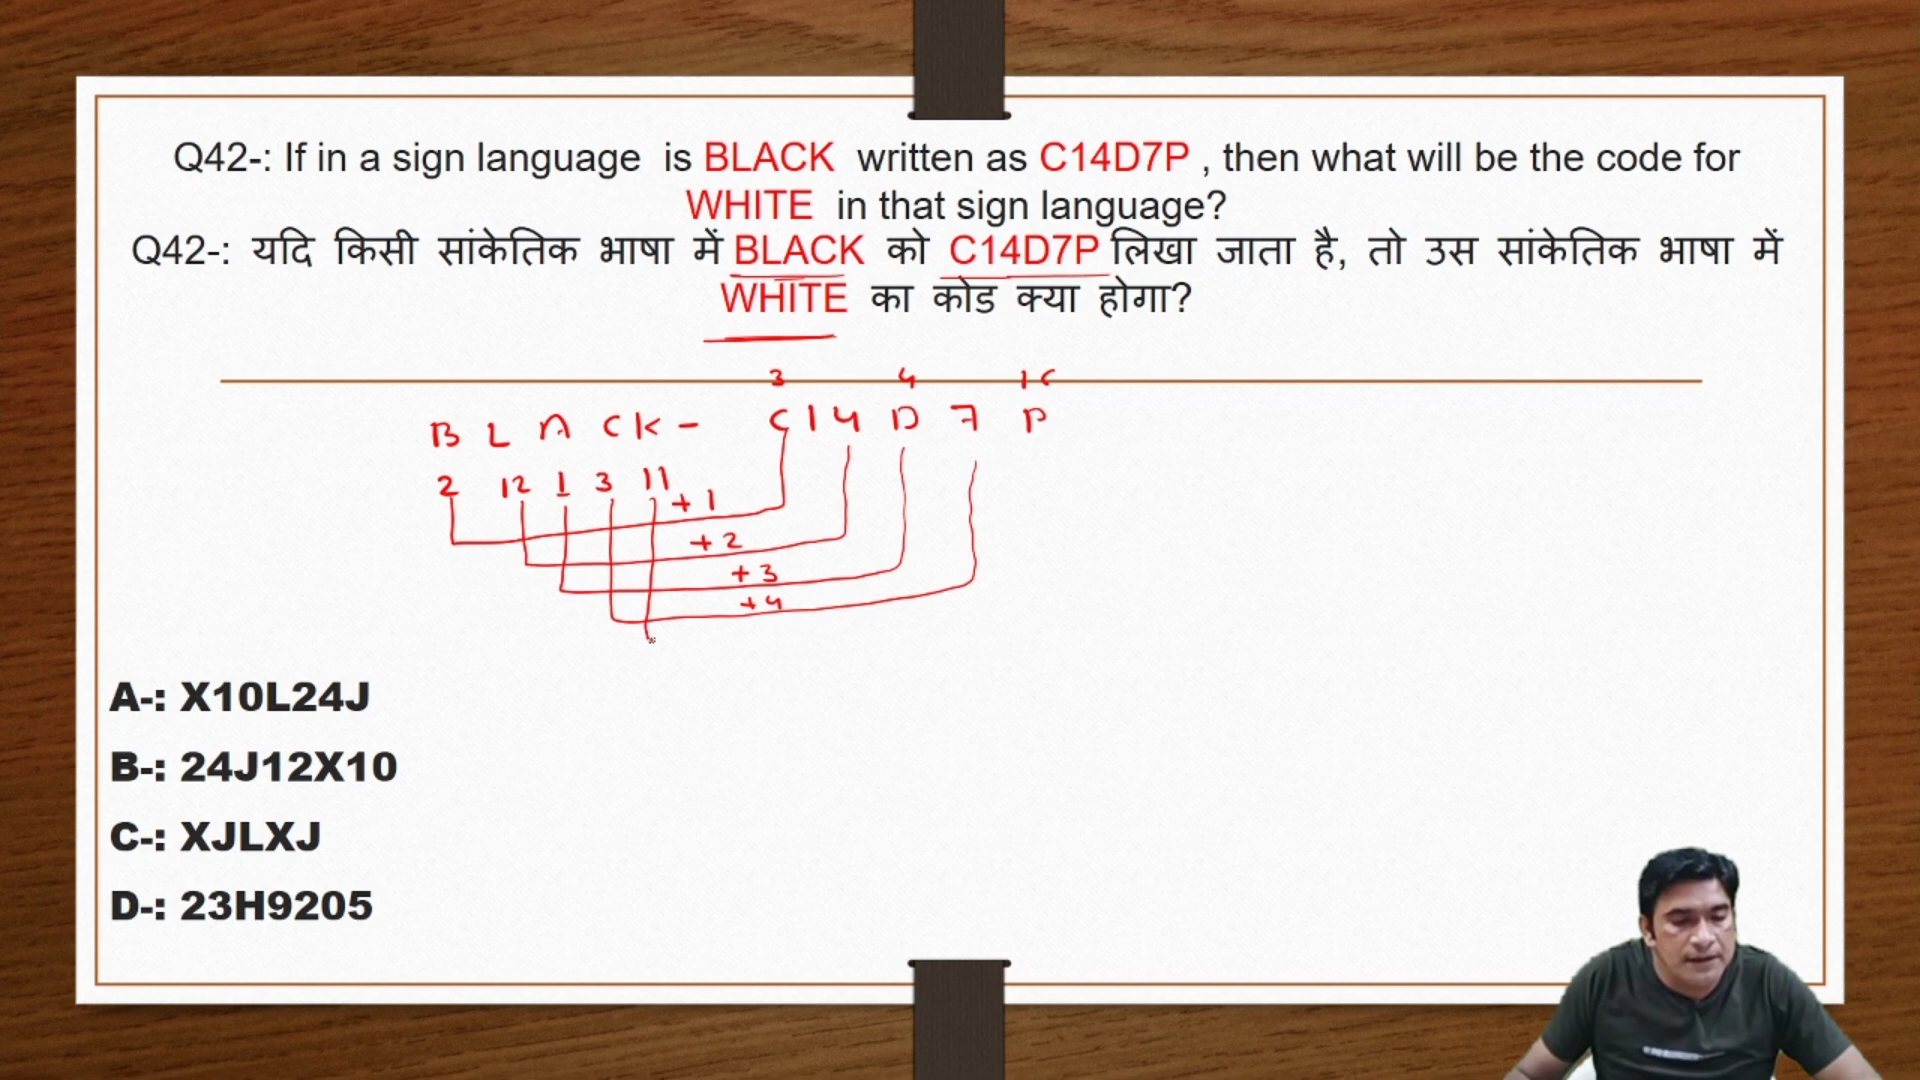 Q42-: If in a sign language is BLACK written as C14D7P , then what will be the code for
WHITE in that sign language?
Q42-: यदि किसी सांकेतिक भाषा में BLACK को C14D7P लिखा जाता है, तो उस सांकेतिक भाषा में
WHITE का कोड क्या होगा?
3 4
B L A C K - C 14 D 7 P
2 12 1 3 11
+1
+2
+3
+4
A-: X10L24J
B-: 24J12X10
C-: XJLXJ
D-: 23H9205